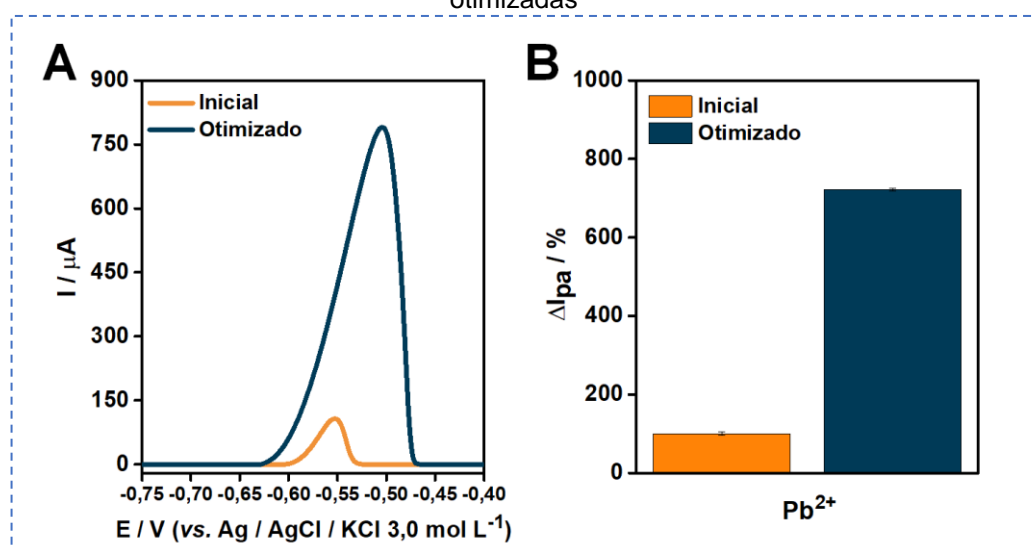 otimizadas
A
900
750
600
450
300
150
0
I / μA
Inicial
Otimizado
-0,75 -0,70 -0,65 -0,60 -0,55 -0,50 -0,45 -0,40
E / V (vs. Ag / AgCl / KCl 3,0 mol L⁻¹)
B
1000
800
600
400
200
0
ΔIpa / %
Inicial
Otimizado
Pb²⁺